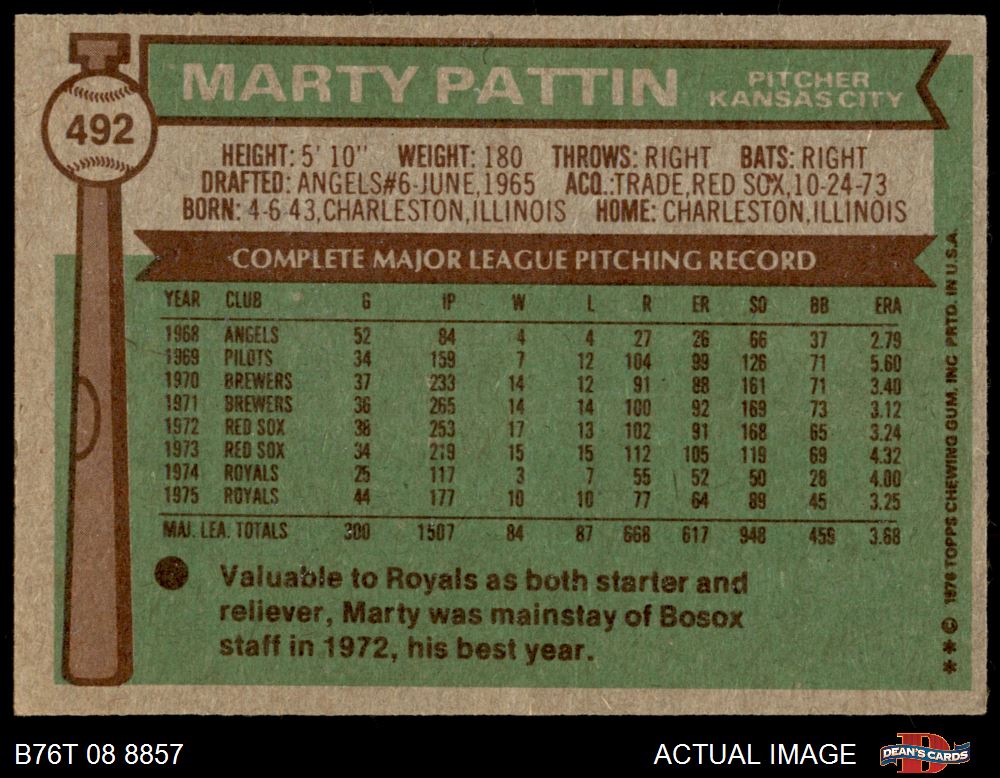 492
MARTY PATTIN
PITCHER
KANSAS CITY
HEIGHT: 5' 10" WEIGHT: 180 THROWS: RIGHT BATS: RIGHT
DRAFTED: ANGELS#6-JUNE,1965 ACQ.:TRADE,RED SOX,10-24-73
BORN: 4-6-43,CHARLESTON,ILLINOIS HOME: CHARLESTON,ILLINOIS
COMPLETE MAJOR LEAGUE PITCHING RECORD
YEAR CLUB G IP W L R ER SO BB ERA
1968 ANGELS 52 84 4 4 27 26 66 37 2.79
1969 PILOTS 34 159 7 12 104 99 126 71 5.60
1970 BREWERS 37 233 14 12 91 88 161 71 3.40
1971 BREWERS 36 265 14 14 100 92 169 73 3.12
1972 RED SOX 38 253 17 13 102 91 168 65 3.24
1973 RED SOX 34 219 15 15 112 105 119 69 4.32
1974 ROYALS 25 117 3 7 55 52 50 28 4.00
1975 ROYALS 44 177 10 10 77 64 89 45 3.25
MAJ. LEA. TOTALS 300 1507 84 87 668 617 948 459 3.68
Valuable to Royals as both starter and
reliever, Marty was mainstay of Bosox
staff in 1972, his best year.
* * © 1976 TOPPS CHEWING GUM, INC PRTD. IN U.S.A.
B76T 08 8857
ACTUAL IMAGE
D
DEAN'S CARDS